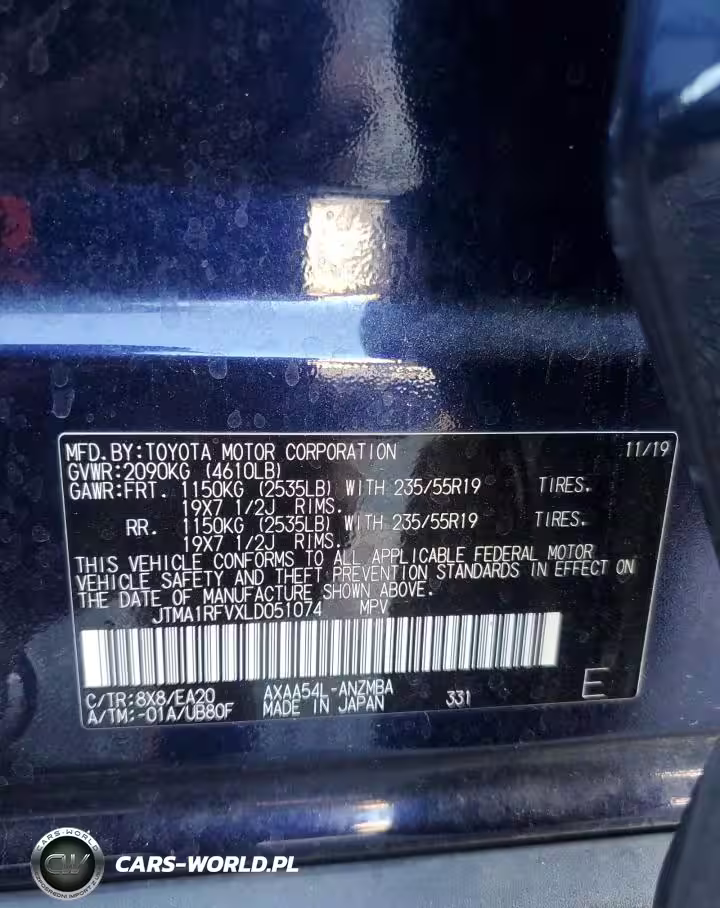 MFD.BY:TOYOTA MOTOR CORPORATION 11/19
GVWR:2090KG (4610LB)
GAWR:FRT. 1150KG (2535LB) WITH 235/55R19 TIRES.
19X7 1/2J RIMS.
RR. 1150KG (2535LB) WITH 235/55R19 TIRES.
19X7 1/2J RIMS.
THIS VEHICLE CONFORMS TO ALL APPLICABLE FEDERAL MOTOR
VEHICLE SAFETY AND THEFT PREVENTION STANDARDS IN EFFECT ON
THE DATE OF MANUFACTURE SHOWN ABOVE.
JTMA1RFVXLD051074 MPV
C/TR:8X8/EA20 AXAA54L-ANZMBA 331 E
A/TM:-01A/UB80F MADE IN JAPAN
CARS-WORLD
CARS-WORLD.PL